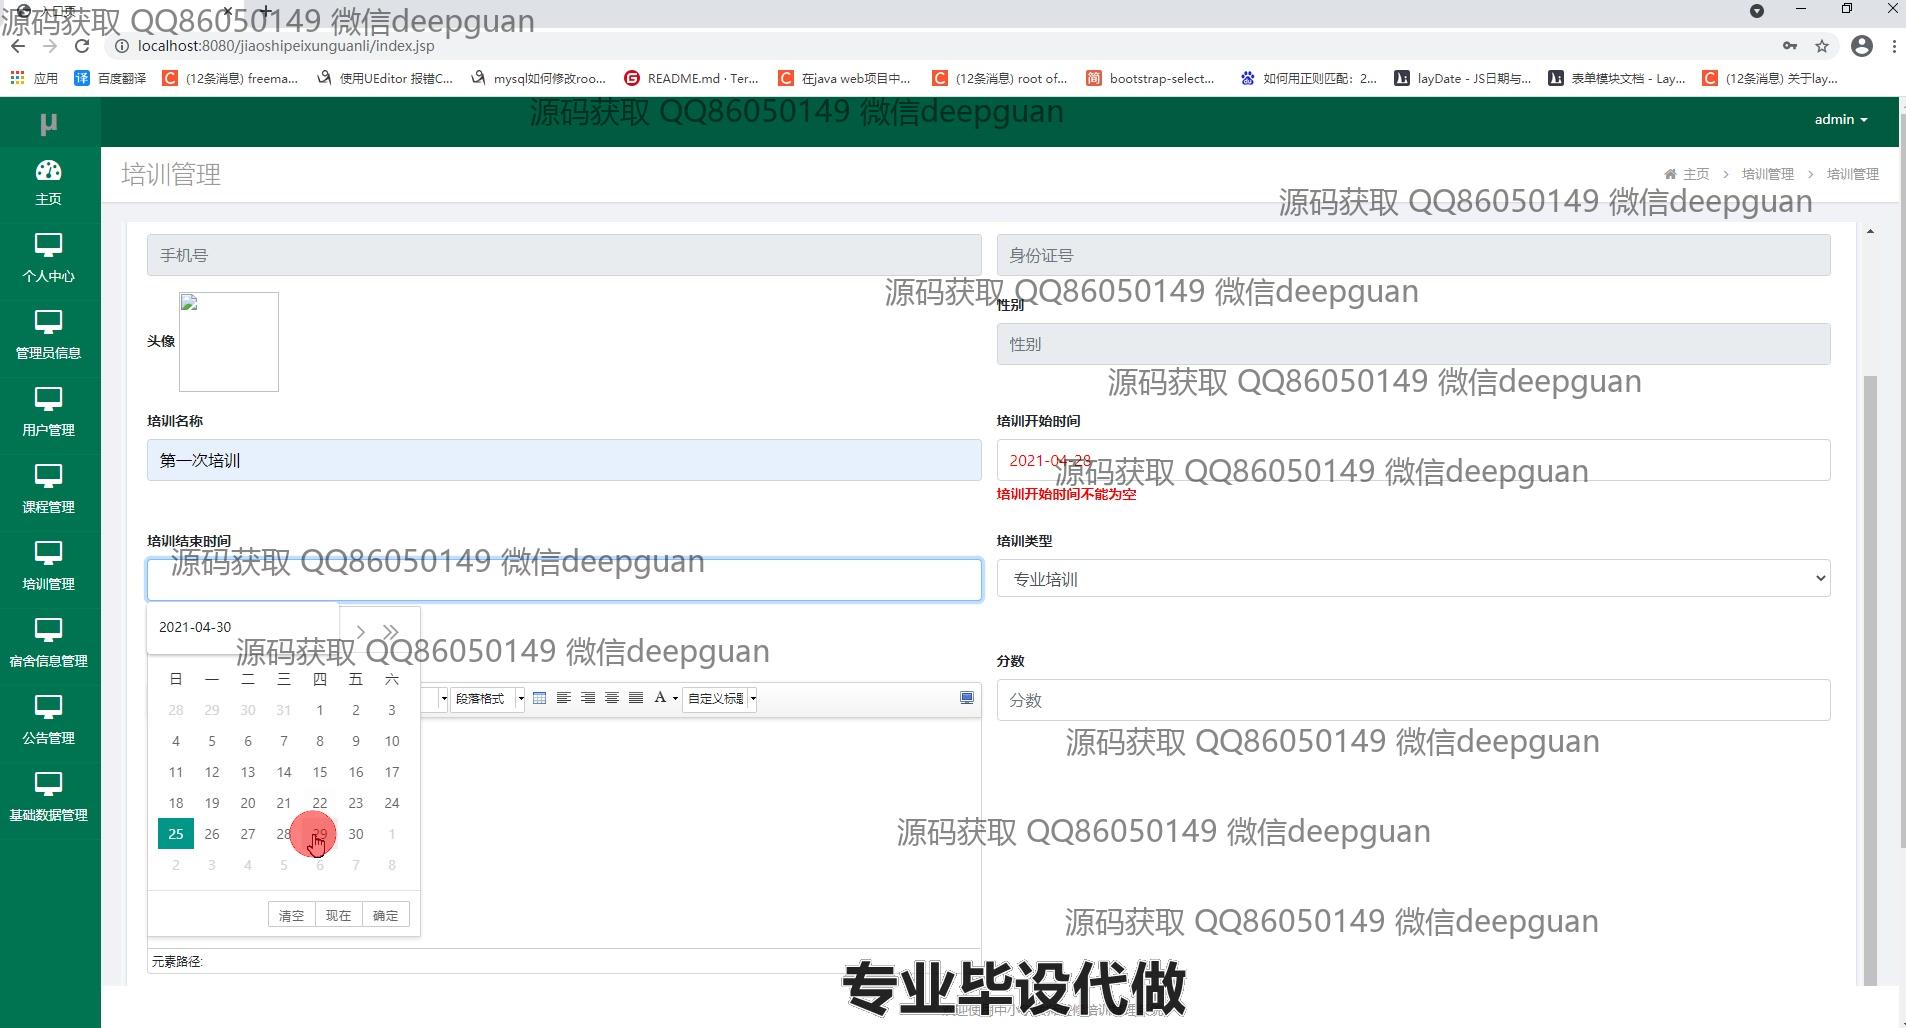 入口页
源码获取 QQ86050149 微信deepguan
localhost:8080/jiaoshipeixunguanli/index.jsp
应用 百度翻译 (12条消息) freema... 使用UEditor 报错C... mysql如何修改roo... README.md · Ter... 在java web项目中... (12条消息) root of... bootstrap-select... 如何用正则匹配：2... layDate - JS日期与... 表单模块文档 - Lay... (12条消息) 关于lay...
源码获取 QQ86050149 微信deepguan
μ admin
主页
培训管理 主页 > 培训管理 > 培训管理
源码获取 QQ86050149 微信deepguan
手机号 身份证号
个人中心
源码获取 QQ86050149 微信deepguan
性别
头像 性别
管理员信息
源码获取 QQ86050149 微信deepguan
培训名称 培训开始时间
用户管理
第一次培训 2021-04-28
源码获取 QQ86050149 微信deepguan
培训开始时间不能为空
课程管理
培训结束时间 培训类型
源码获取 QQ86050149 微信deepguan
专业培训
培训管理
2021-04-30
源码获取 QQ86050149 微信deepguan
宿舍信息管理 分数
日 一 二 三 四 五 六
段落格式 A 自定义标题 分数
28 29 30 31 1 2 3
公告管理
4 5 6 7 8 9 10
源码获取 QQ86050149 微信deepguan
11 12 13 14 15 16 17
18 19 20 21 22 23 24
基础数据管理
25 26 27 28 29 30 1
源码获取 QQ86050149 微信deepguan
2 3 4 5 6 7 8
清空 现在 确定
源码获取 QQ86050149 微信deepguan
元素路径:
专业毕设代做